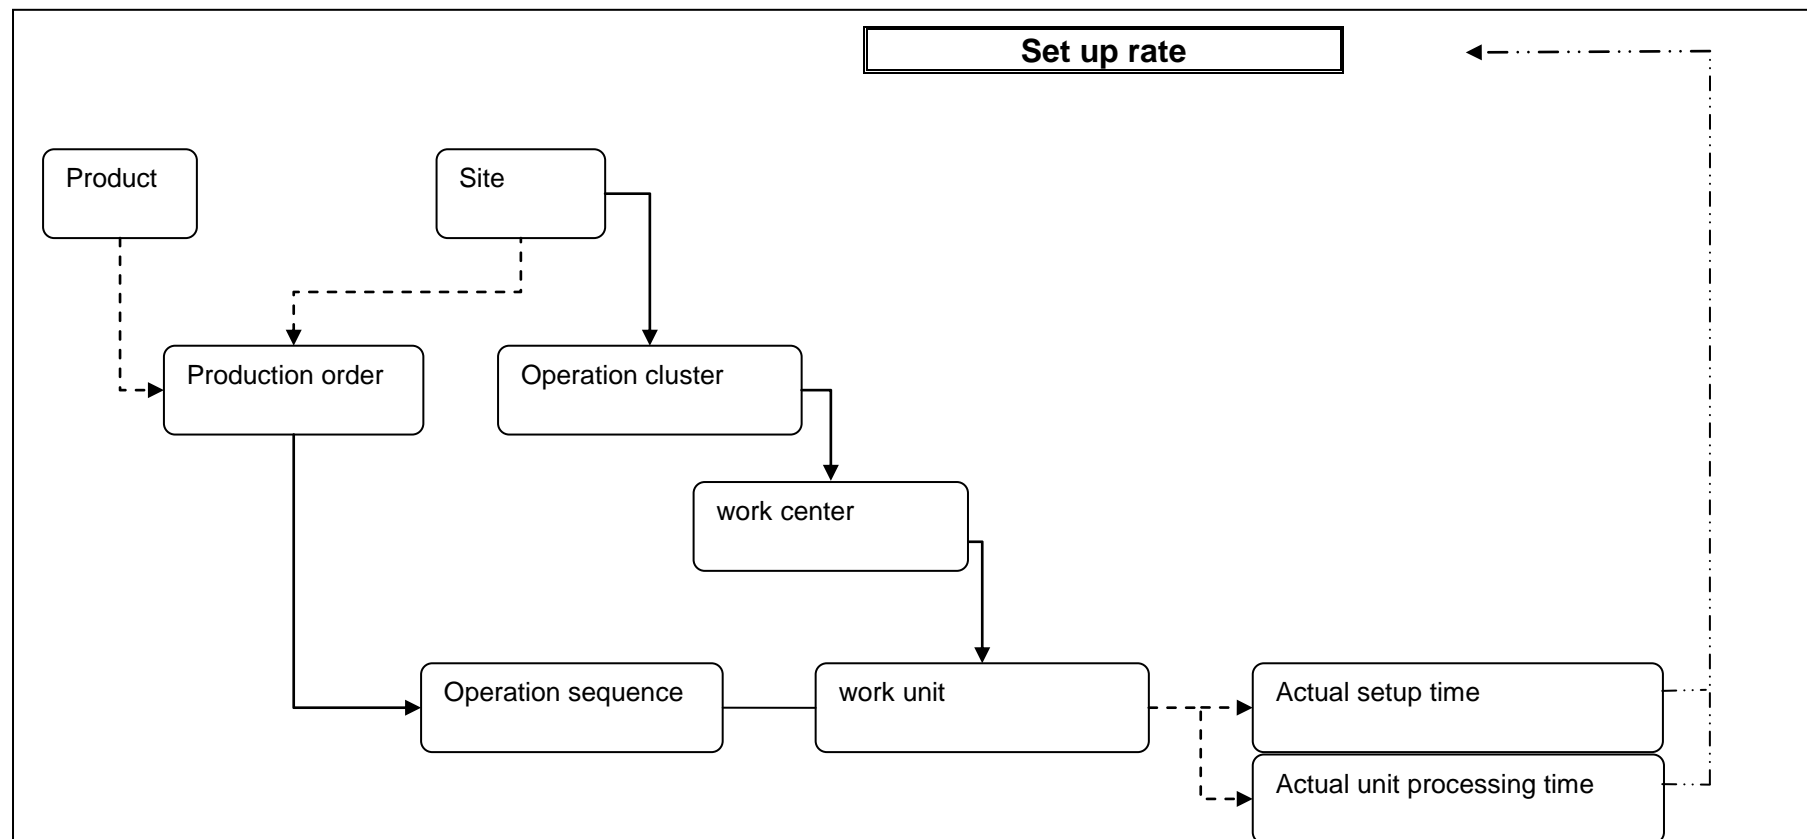 Set up rate
Product
Site
Production order
Operation cluster
work center
Operation sequence
work unit
Actual setup time
Actual unit processing time